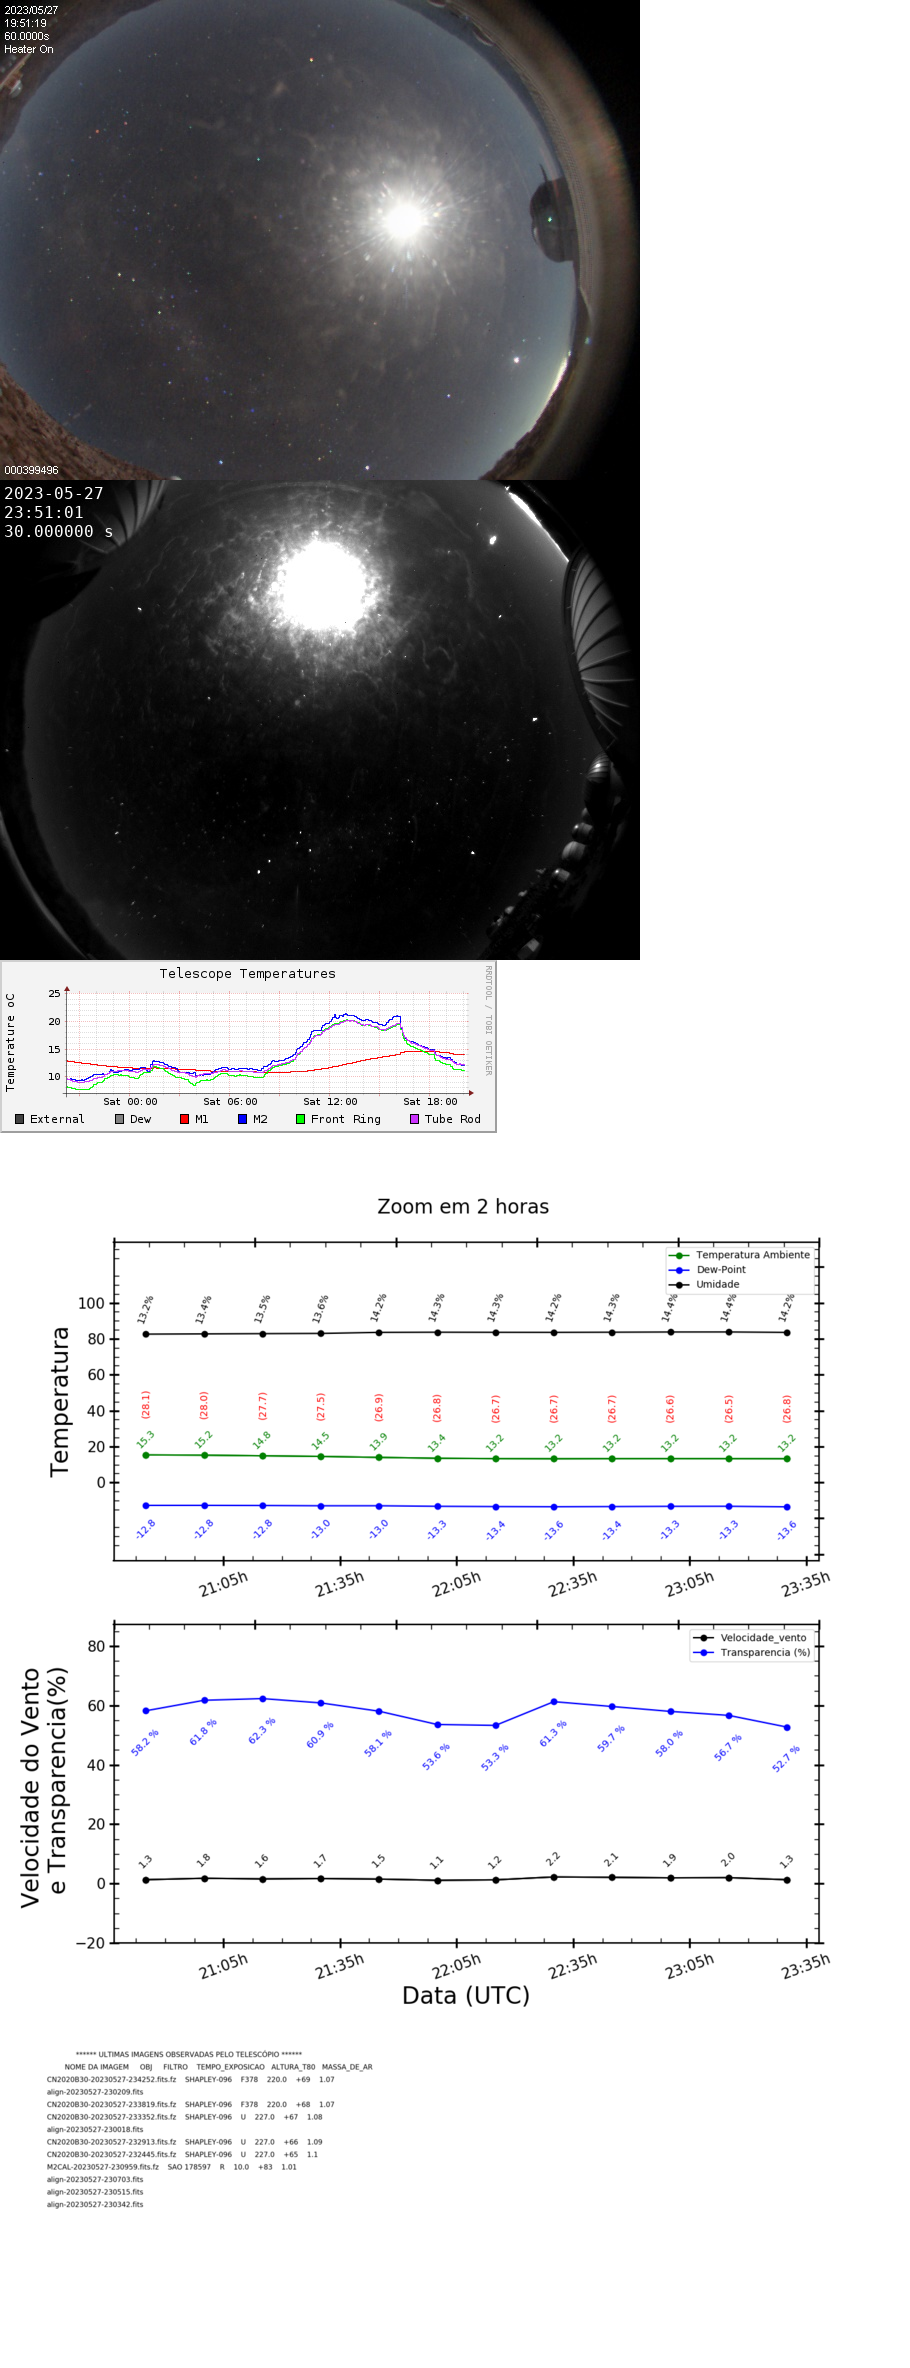 2023/05/27
19:51:19
60.0000s
Heater On
000399496
2023-05-27
23:51:01
30.000000 s
Telescope Temperatures
RRDTOOL / TOBI OETIKER
Temperature oC
25
20
15
10
Sat 00:00 Sat 06:00 Sat 12:00 Sat 18:00
External Dew M1 M2 Front Ring Tube Rod
Zoom em 2 horas
Temperatura Ambiente
Dew-Point
Umidade
Temperatura
100
80
60
40
20
0
13.2% 13.4% 13.5% 13.6% 14.2% 14.3% 14.3% 14.2% 14.3% 14.4% 14.4% 14.2%
(28.1) (28.0) (27.7) (27.5) (26.9) (26.8) (26.7) (26.7) (26.7) (26.6) (26.5) (26.8)
15.3 15.2 14.8 14.5 13.9 13.4 13.2 13.2 13.2 13.2 13.2 13.2
-12.8 -12.8 -12.8 -13.0 -13.0 -13.3 -13.4 -13.6 -13.4 -13.3 -13.3 -13.6
21:05h 21:35h 22:05h 22:35h 23:05h 23:35h
Velocidade_vento
Transparencia (%)
Velocidade do Vento
e Transparencia(%)
80
60
40
20
0
−20
58.2 % 61.8 % 62.3 % 60.9 % 58.1 % 53.6 % 53.3 % 61.3 % 59.7 % 58.0 % 56.7 % 52.7 %
1.3 1.8 1.6 1.7 1.5 1.1 1.2 2.2 2.1 1.9 2.0 1.3
21:05h 21:35h 22:05h 22:35h 23:05h 23:35h
Data (UTC)
****** ULTIMAS IMAGENS OBSERVADAS PELO TELESCÓPIO ******
NOME DA IMAGEM OBJ FILTRO TEMPO_EXPOSICAO ALTURA_T80 MASSA_DE_AR
CN2020B30-20230527-234252.fits.fz SHAPLEY-096 F378 220.0 +69 1.07
align-20230527-230209.fits
CN2020B30-20230527-233819.fits.fz SHAPLEY-096 F378 220.0 +68 1.07
CN2020B30-20230527-233352.fits.fz SHAPLEY-096 U 227.0 +67 1.08
align-20230527-230018.fits
CN2020B30-20230527-232913.fits.fz SHAPLEY-096 U 227.0 +66 1.09
CN2020B30-20230527-232445.fits.fz SHAPLEY-096 U 227.0 +65 1.1
M2CAL-20230527-230959.fits.fz SAO 178597 R 10.0 +83 1.01
align-20230527-230703.fits
align-20230527-230515.fits
align-20230527-230342.fits